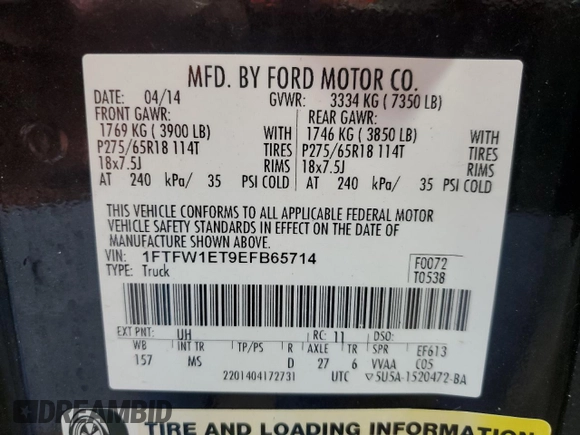 MFD. BY FORD MOTOR CO.
DATE: 04/14 GVWR: 3334 KG ( 7350 LB)
FRONT GAWR: REAR GAWR:
1769 KG ( 3900 LB) WITH 1746 KG ( 3850 LB) WITH
P275/65R18 114T TIRES P275/65R18 114T TIRES
18x7.5J RIMS 18x7.5J RIMS
AT 240 kPa/ 35 PSI COLD AT 240 kPa/ 35 PSI COLD
THIS VEHICLE CONFORMS TO ALL APPLICABLE FEDERAL MOTOR
VEHICLE SAFETY STANDARDS IN EFFECT ON THE DATE OF
MANUFACTURE SHOWN ABOVE.
VIN: 1FTFW1ET9EFB65714 F0072
TYPE: Truck T0538
EXT PNT: UH RC: 11 DSO:
WB INT TR TP/PS R AXLE TR SPR EF613
157 MS D 27 6 VVAA C05
2201404172731 UTC 5U5A-1520472-BA
TIRE AND LOADING INFORMATION
DREAMBID